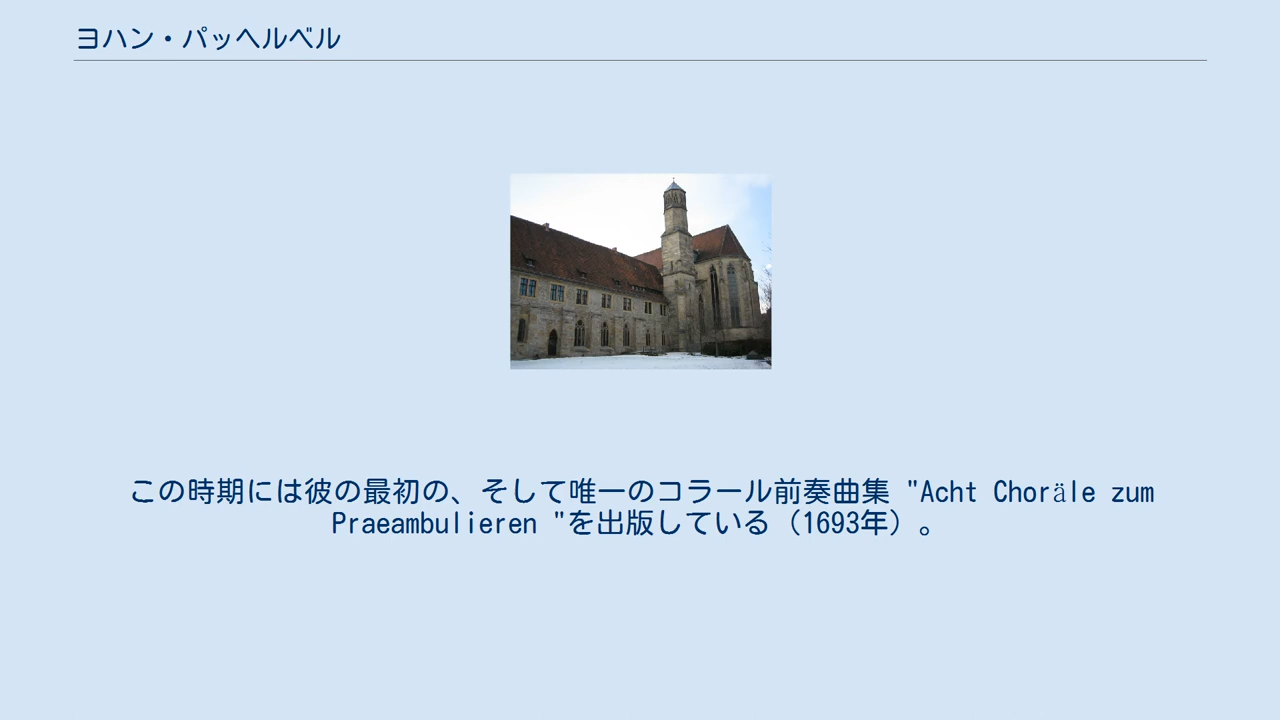 ヨハン・パッヘルベル
この時期には彼の最初の、そして唯一のコラール前奏曲集 "Acht Choräle zum
Praeambulieren "を出版している（1693年）。